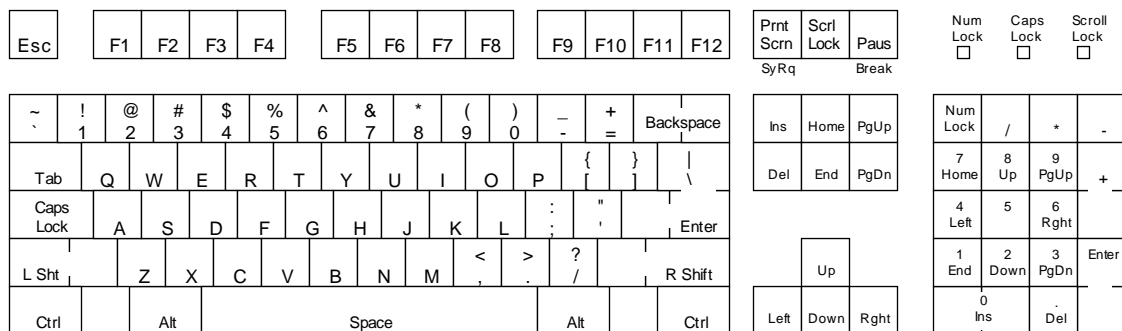 Esc F1 F2 F3 F4 F5 F6 F7 F8 F9 F10 F11 F12 Prnt Scrn Scrl Lock Paus Num Lock Caps Lock Scroll Lock
SyRq Break
~ ! @ # $ % ^ & * ( ) _ +
` 1 2 3 4 5 6 7 8 9 0 - = Backspace Ins Home PgUp Num Lock / * -
{ } |
Tab Q W E R T Y U I O P [ ] \ Del End PgDn 7 Home 8 Up 9 PgUp +
Caps Lock A S D F G H J K L : ; " ' Enter 4 Left 5 6 Rght
< > ?
L Sht Z X C V B N M , . / R Shift Up 1 End 2 Down 3 PgDn Enter
Ctrl Alt Space Alt Ctrl Left Down Rght 0 Ins . Del